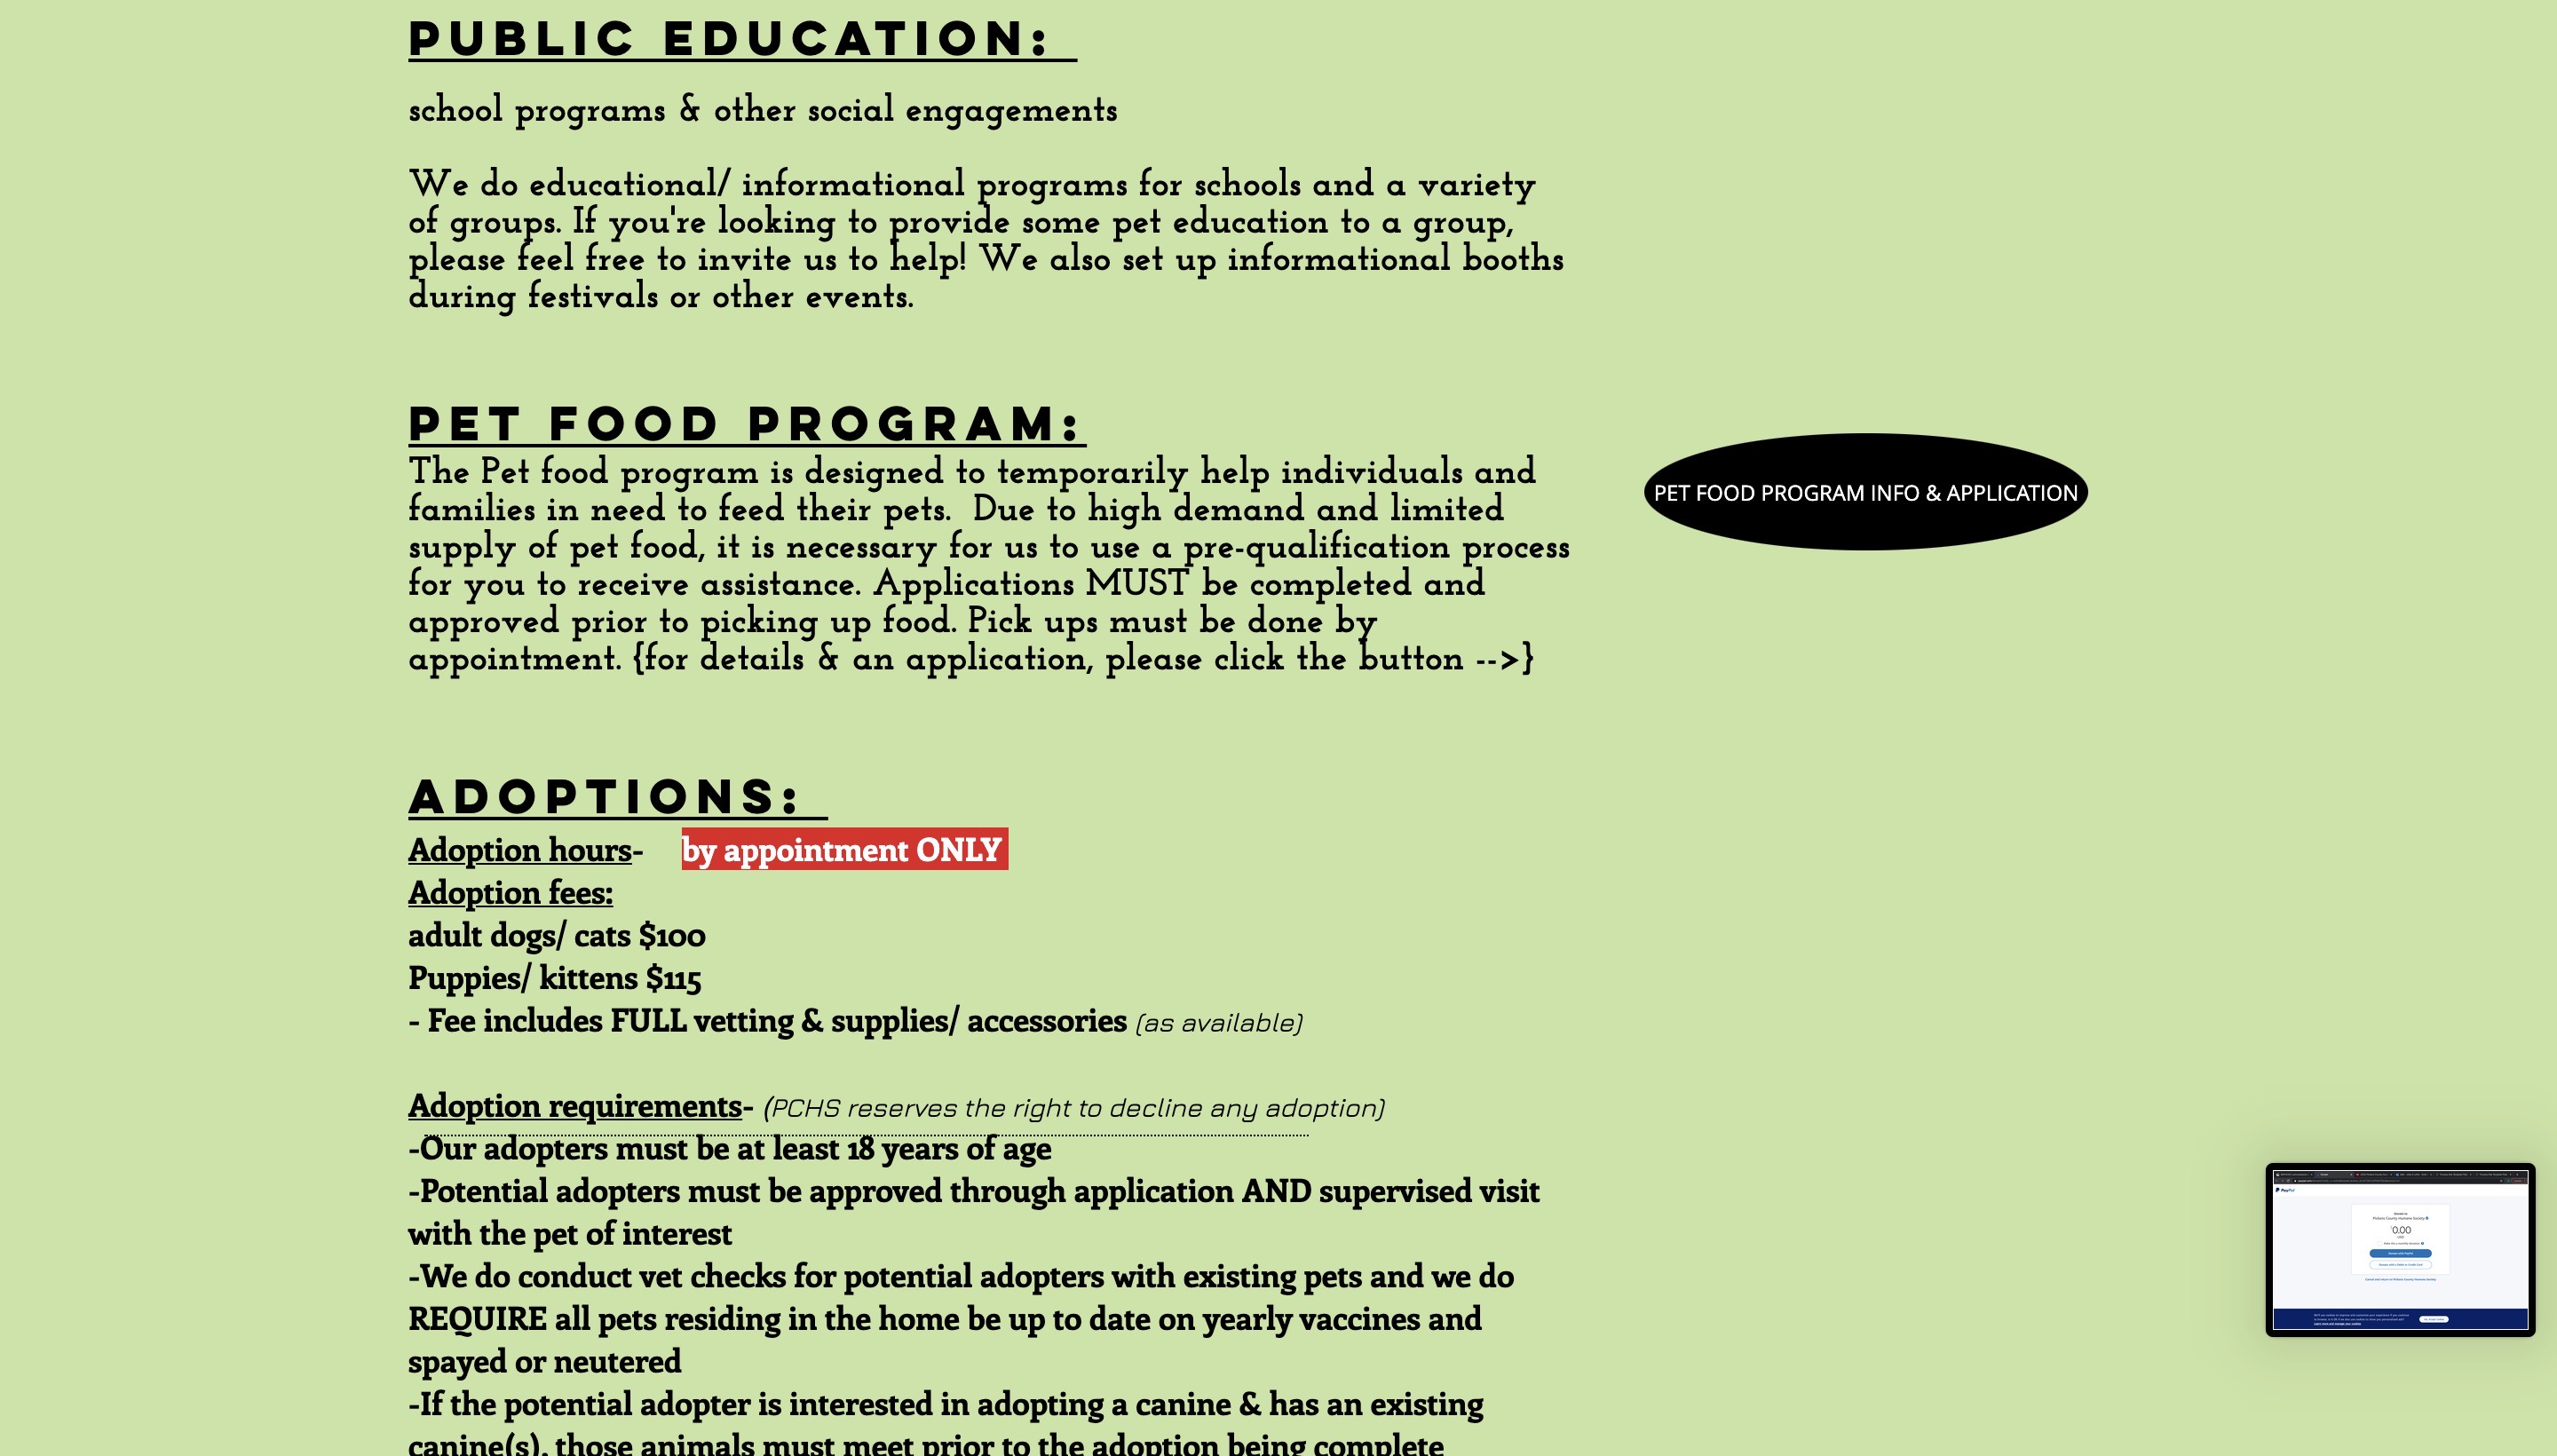 PUBLIC EDUCATION:
school programs & other social engagements
We do educational/ informational programs for schools and a variety
of groups. If you're looking to provide some pet education to a group,
please feel free to invite us to help! We also set up informational booths
during festivals or other events.
PET FOOD PROGRAM:
The Pet food program is designed to temporarily help individuals and
families in need to feed their pets.  Due to high demand and limited
supply of pet food, it is necessary for us to use a pre-qualification process
for you to receive assistance. Applications MUST be completed and
approved prior to picking up food. Pick ups must be done by
appointment. {for details & an application, please click the button -->}
PET FOOD PROGRAM INFO & APPLICATION
ADOPTIONS:
Adoption hours- by appointment ONLY
Adoption fees:
adult dogs/ cats $100
Puppies/ kittens $115
- Fee includes FULL vetting & supplies/ accessories (as available)
Adoption requirements- (PCHS reserves the right to decline any adoption)
-Our adopters must be at least 18 years of age
-Potential adopters must be approved through application AND supervised visit
with the pet of interest
-We do conduct vet checks for potential adopters with existing pets and we do
REQUIRE all pets residing in the home be up to date on yearly vaccines and
spayed or neutered
-If the potential adopter is interested in adopting a canine & has an existing
canine(s), those animals must meet prior to the adoption being complete
PayPal
Pickens County Humane Society
0.00